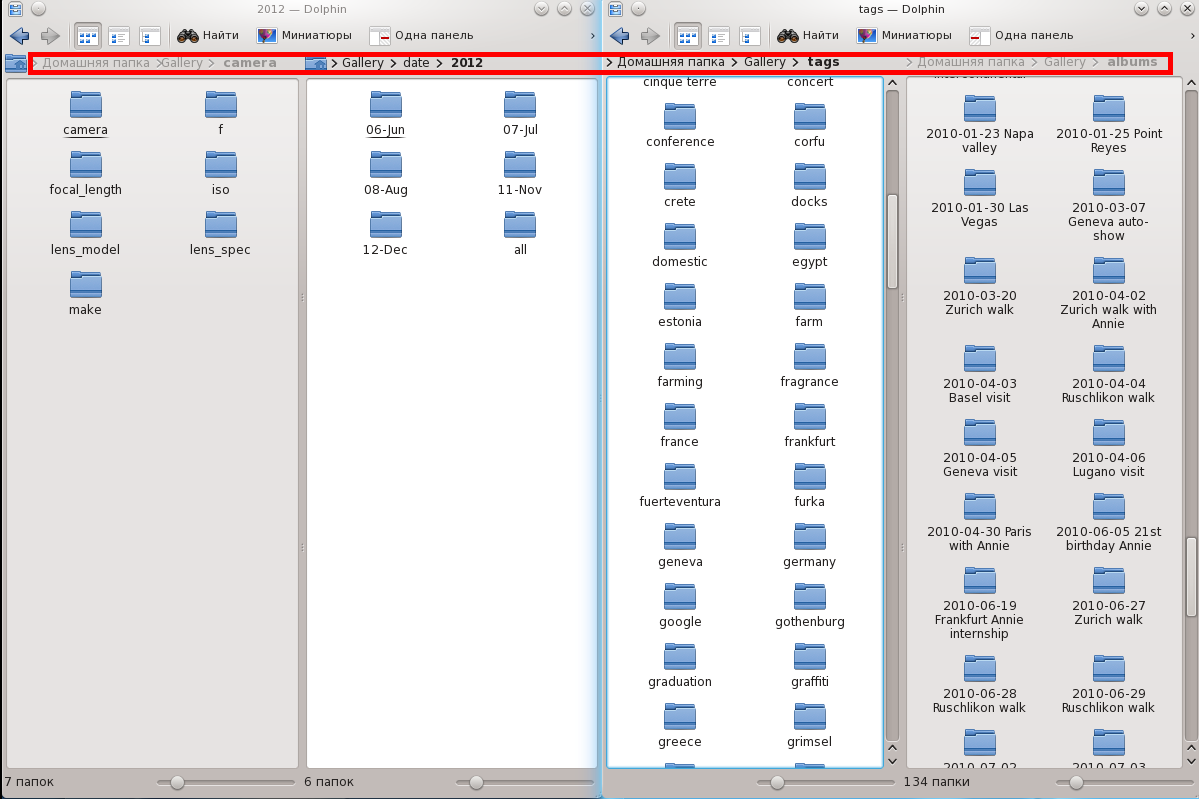 2012 — Dolphin
Найти Миниатюры Одна панель
Домашняя папка Gallery camera
Gallery date 2012
camera f
focal_length iso
lens_model lens_spec
make
06-Jun 07-Jul
08-Aug 11-Nov
12-Dec all
7 папок
6 папок
tags — Dolphin
Найти Миниатюры Одна панель
Домашняя папка Gallery tags
Домашняя папка Gallery albums
cinque terre concert
conference corfu
crete docks
domestic egypt
estonia farm
farming fragrance
france frankfurt
fuerteventura furka
geneva germany
google gothenburg
graduation graffiti
greece grimsel
2010-01-23 Napa 2010-01-25 Point
valley Reyes
2010-01-30 Las 2010-03-07
Vegas Geneva auto-
show
2010-03-20 2010-04-02
Zurich walk Zurich walk with
Annie
2010-04-03 2010-04-04
Basel visit Ruschlikon walk
2010-04-05 2010-04-06
Geneva visit Lugano visit
2010-04-30 Paris 2010-06-05 21st
with Annie birthday Annie
2010-06-19 2010-06-27
Frankfurt Annie Zurich walk
internship
2010-06-28 2010-06-29
Ruschlikon walk Ruschlikon walk
2010-07-02 2010-07-03
134 папки